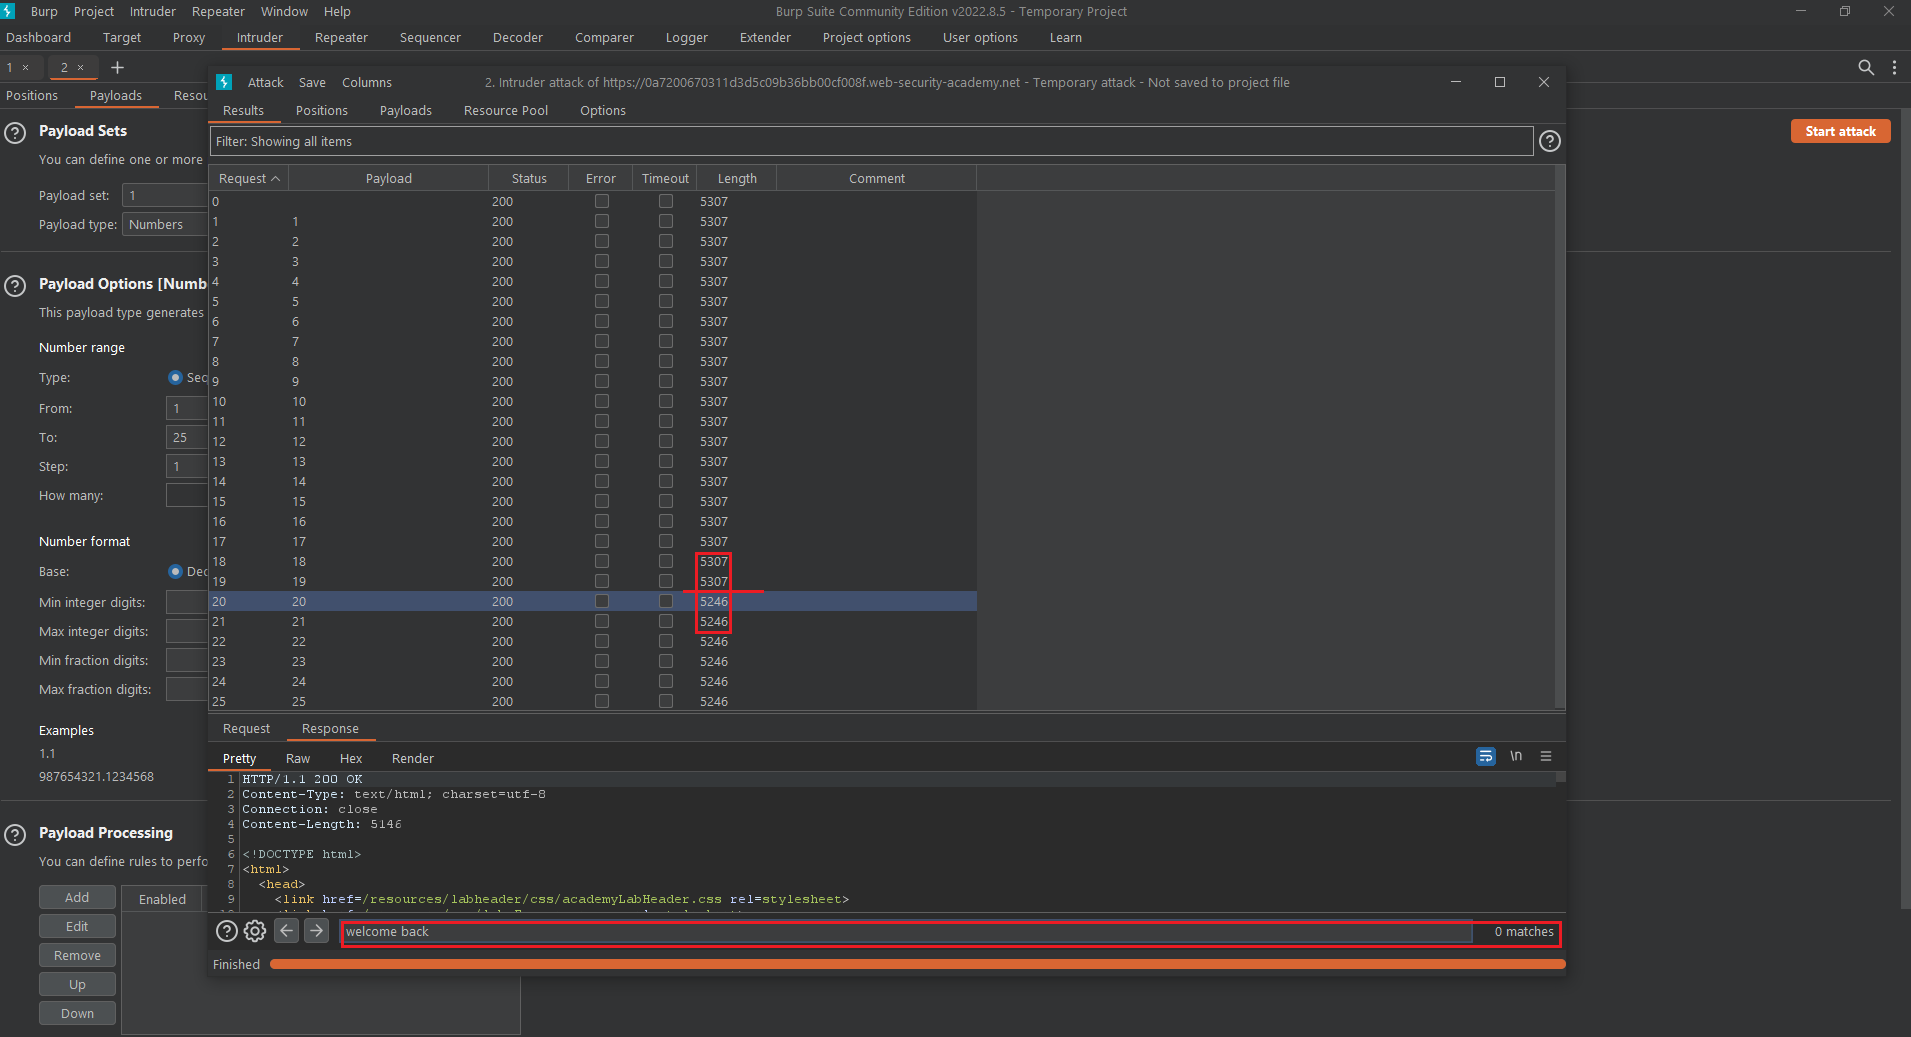 Burp Project Intruder Repeater Window Help
Burp Suite Community Edition v2022.8.5 - Temporary Project
Dashboard Target Proxy Intruder Repeater Sequencer Decoder Comparer Logger Extender Project options User options Learn
1 × 2 × +
Positions Payloads Resou
Payload Sets
You can define one or more
Payload set: 1
Payload type: Numbers
Start attack
Payload Options [Numb
This payload type generates
Number range
Type: Sec
From: 1
To: 25
Step: 1
How many:
Number format
Base: Dec
Min integer digits:
Max integer digits:
Min fraction digits:
Max fraction digits:
Examples
1.1
987654321.1234568
Payload Processing
You can define rules to perfo
Add
Edit
Remove
Up
Down
Enabled
Attack Save Columns
2. Intruder attack of https://0a7200670311d3d5c09b36bb00cf008f.web-security-academy.net - Temporary attack - Not saved to project file
Results Positions Payloads Resource Pool Options
Filter: Showing all items
Request Payload Status Error Timeout Length Comment
0 200 5307
1 1 200 5307
2 2 200 5307
3 3 200 5307
4 4 200 5307
5 5 200 5307
6 6 200 5307
7 7 200 5307
8 8 200 5307
9 9 200 5307
10 10 200 5307
11 11 200 5307
12 12 200 5307
13 13 200 5307
14 14 200 5307
15 15 200 5307
16 16 200 5307
17 17 200 5307
18 18 200 5307
19 19 200 5307
20 20 200 5246
21 21 200 5246
22 22 200 5246
23 23 200 5246
24 24 200 5246
25 25 200 5246
Request Response
Pretty Raw Hex Render
\n
1 HTTP/1.1 200 OK
2 Content-Type: text/html; charset=utf-8
3 Connection: close
4 Content-Length: 5146
5
6 <!DOCTYPE html>
7 <html>
8 <head>
9 <link href=/resources/labheader/css/academyLabHeader.css rel=stylesheet>
welcome back
0 matches
Finished